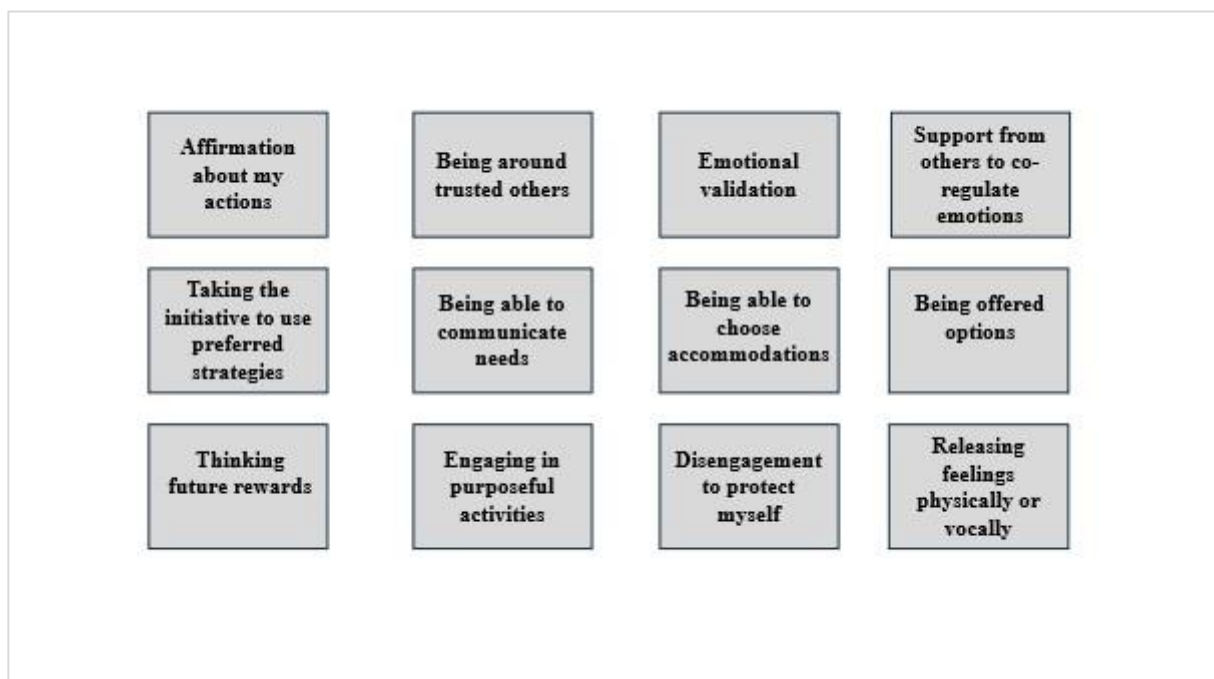 Affirmation
about my
actions
Being around
trusted others
Emotional
validation
Support from
others to co-
regulate
emotions
Taking the
initiative to use
preferred
strategies
Being able to
communicate
needs
Being able to
choose
accommodations
Being offered
options
Thinking
future rewards
Engaging in
purposeful
activities
Disengagement
to protect
myself
Releasing
feelings
physically or
vocally